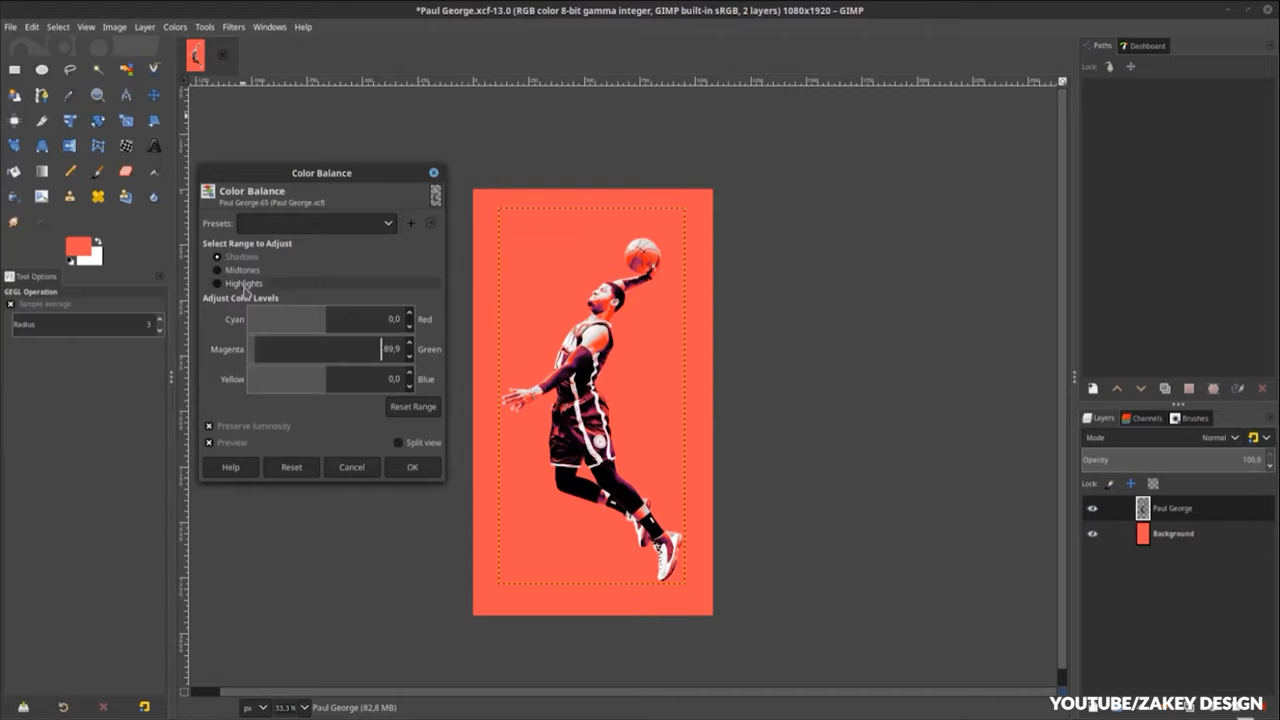 *Paul George.xcf-13.0 (RGB color 8-bit gamma integer, GIMP built-in sRGB, 2 layers) 1080x1920 – GIMP
File Edit Select View Image Layer Colors Tools Filters Windows Help
Paths Dashboard
Lock:
Color Balance
Color Balance
Paul George-65 (Paul George.xcf)
Presets:
Select Range to Adjust
Shadows
Midtones
Highlights
Adjust Color Levels
Cyan 0,0 Red
Magenta -89,9 Green
Yellow 0,0 Blue
Reset Range
Preserve luminosity
Preview Split view
Help Reset Cancel OK
Tool Options
GEGL Operation
Sample average
Radius 3
Layers Channels Brushes
Mode Normal
Opacity 100,0
Lock:
Paul George
Background
px 33,3 % Paul George (82,8 MB)
YOUTUBE/ZAKEY DESIGN